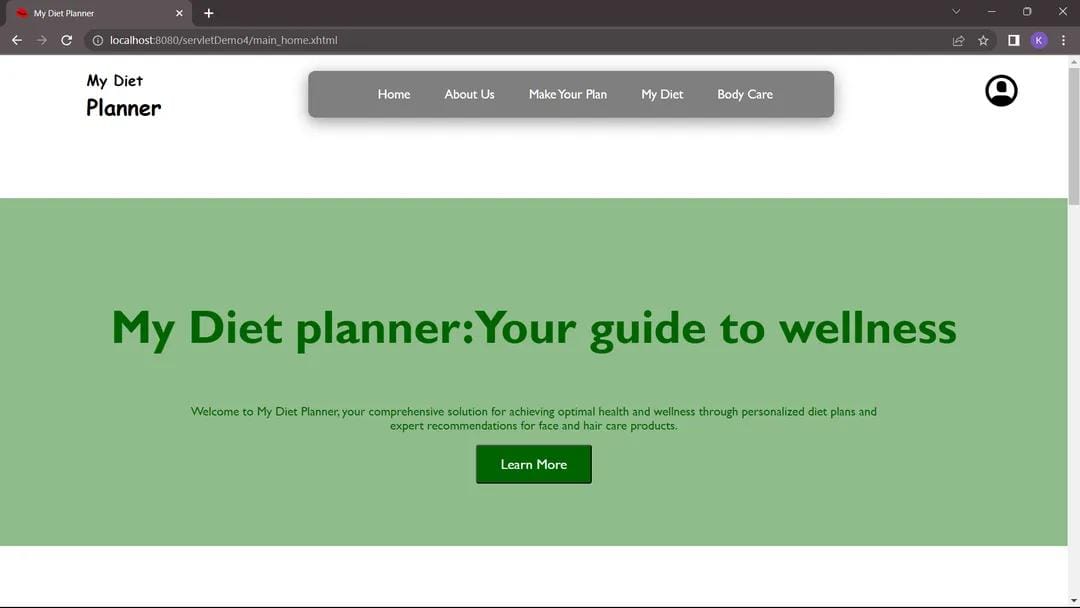 My Diet Planner
localhost:8080/servletDemo4/main_home.xhtml
K
My Diet
Planner
Home About Us Make Your Plan My Diet Body Care
My Diet planner:Your guide to wellness
Welcome to My Diet Planner, your comprehensive solution for achieving optimal health and wellness through personalized diet plans and
expert recommendations for face and hair care products.
Learn More